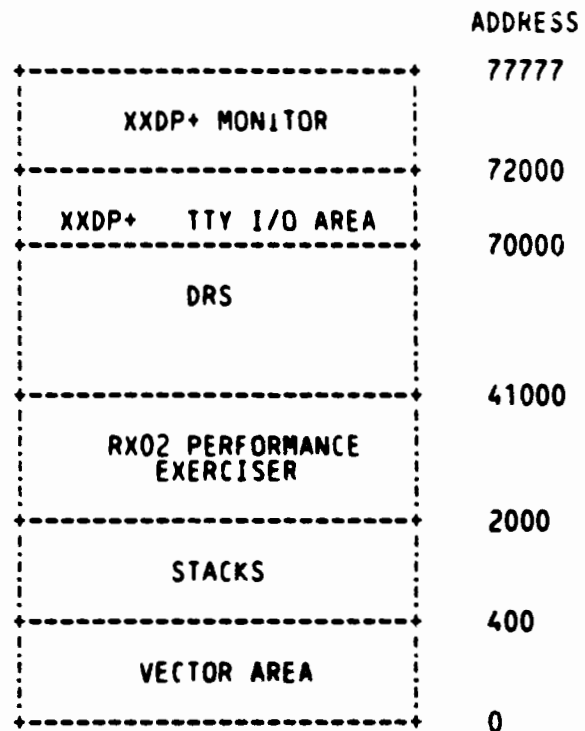 ADDRESS
77777
XXDP+ MONITOR
72000
XXDP+ TTY I/O AREA
70000
DRS
41000
RX02 PERFORMANCE
EXERCISER
2000
STACKS
400
VECTOR AREA
0